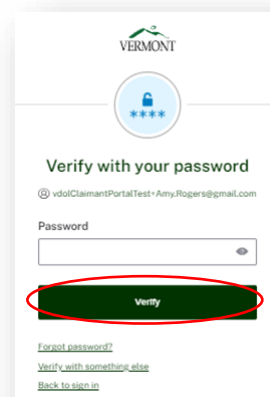 VERMONT
****
Verify with your password
vdolClaimantPortalTest+Amy.Rogers@gmail.com
Password
Verify
Forgot password?
Verify with something else
Back to sign in